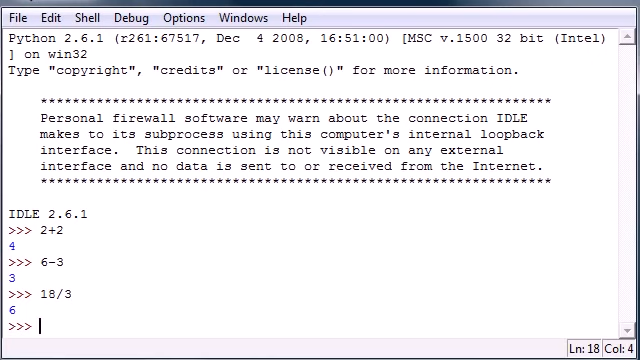 File Edit Shell Debug Options Windows Help
Python 2.6.1 (r261:67517, Dec  4 2008, 16:51:00) [MSC v.1500 32 bit (Intel)
] on win32
Type "copyright", "credits" or "license()" for more information.
****************************************************************
Personal firewall software may warn about the connection IDLE
makes to its subprocess using this computer's internal loopback
interface.  This connection is not visible on any external
interface and no data is sent to or received from the Internet.
****************************************************************
IDLE 2.6.1
>>> 2+2
4
>>> 6-3
3
>>> 18/3
6
>>>
Ln: 18 Col: 4